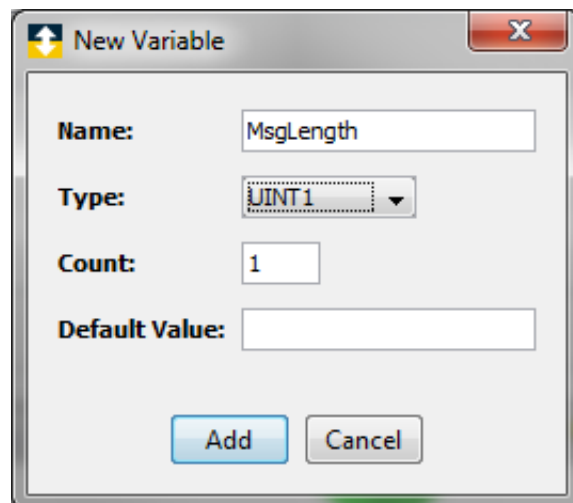 New Variable
Name: MsgLength
Type: UINT1
Count: 1
Default Value:
Add Cancel